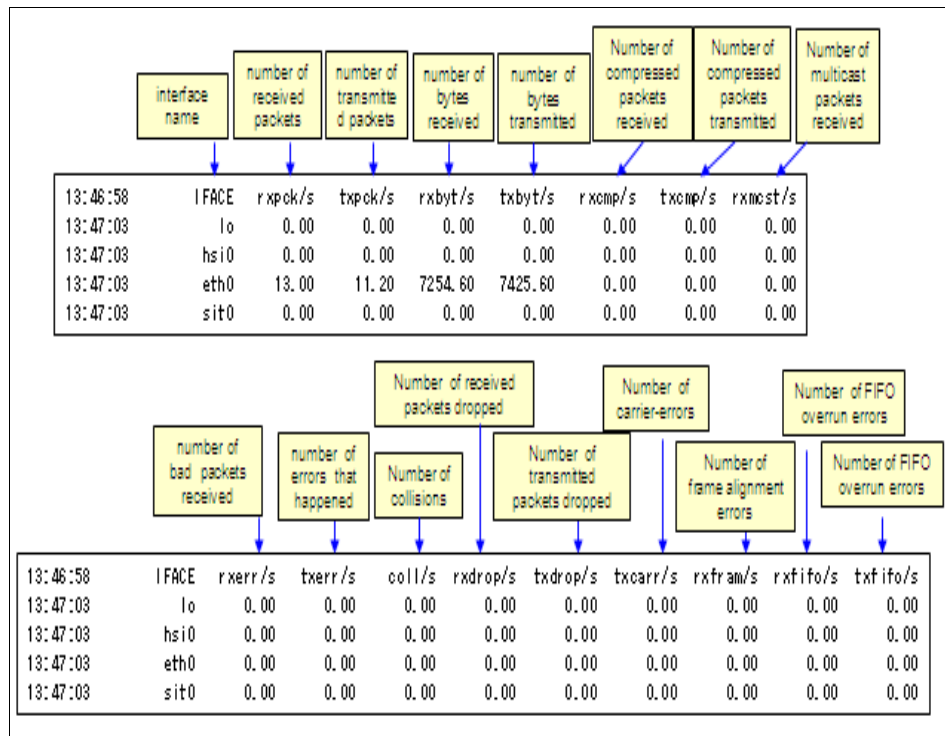 interface
name
number of
received
packets
number of
transmitte
d packets
number of
bytes
received
number of
bytes
transmitted
Number of
compressed
packets
received
Number of
compressed
packets
transmitted
Number of
multicast
packets
received
13:46:58 IFACE rxpck/s txpck/s rxbyt/s txbyt/s rxcmp/s txcmp/s rxmcst/s
13:47:03 lo 0.00 0.00 0.00 0.00 0.00 0.00 0.00
13:47:03 hsi0 0.00 0.00 0.00 0.00 0.00 0.00 0.00
13:47:03 eth0 13.00 11.20 7254.60 7425.60 0.00 0.00 0.00
13:47:03 sit0 0.00 0.00 0.00 0.00 0.00 0.00 0.00
number of
bad packets
received
number of
errors that
happened
Number of
collisions
Number of received
packets dropped
Number of
transmitted
packets dropped
Number of
carrier-errors
Number of
frame alignment
errors
Number of FIFO
overrun errors
Number of FIFO
overrun errors
13:46:58 IFACE rxerr/s txerr/s coll/s rxdrop/s txdrop/s txcarr/s rxfram/s rxfifo/s txfifo/s
13:47:03 lo 0.00 0.00 0.00 0.00 0.00 0.00 0.00 0.00 0.00
13:47:03 hsi0 0.00 0.00 0.00 0.00 0.00 0.00 0.00 0.00 0.00
13:47:03 eth0 0.00 0.00 0.00 0.00 0.00 0.00 0.00 0.00 0.00
13:47:03 sit0 0.00 0.00 0.00 0.00 0.00 0.00 0.00 0.00 0.00